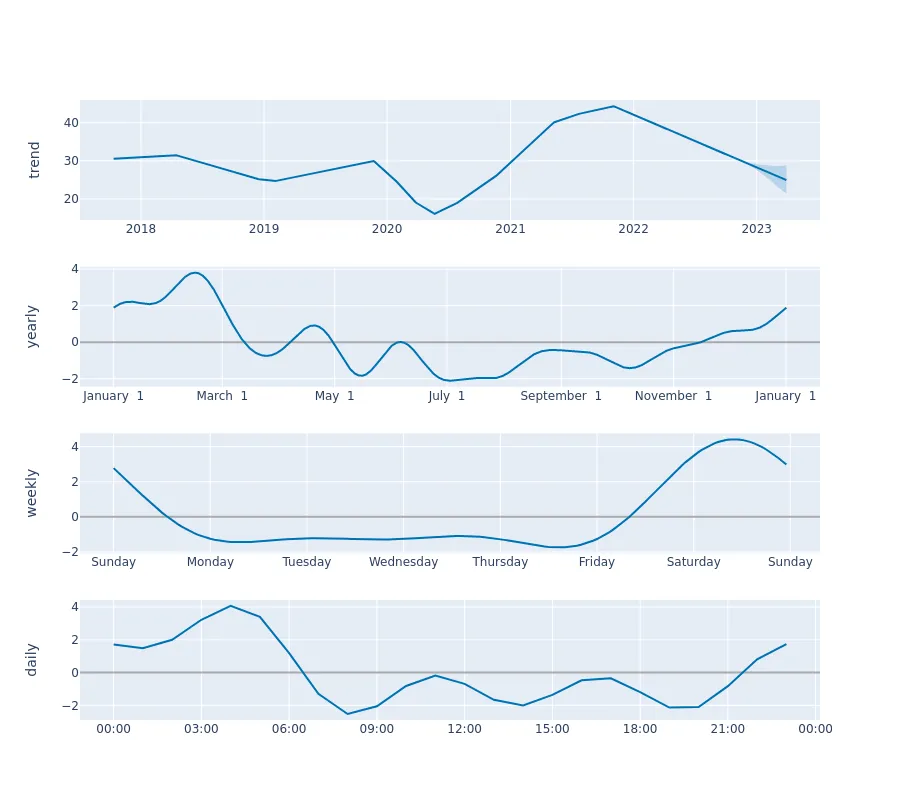 trend
40
30
20
2018 2019 2020 2021 2022 2023
yearly
4
2
0
−2
January 1 March 1 May 1 July 1 September 1 November 1 January 1
weekly
4
2
0
−2
Sunday Monday Tuesday Wednesday Thursday Friday Saturday Sunday
daily
4
2
0
−2
00:00 03:00 06:00 09:00 12:00 15:00 18:00 21:00 00:00